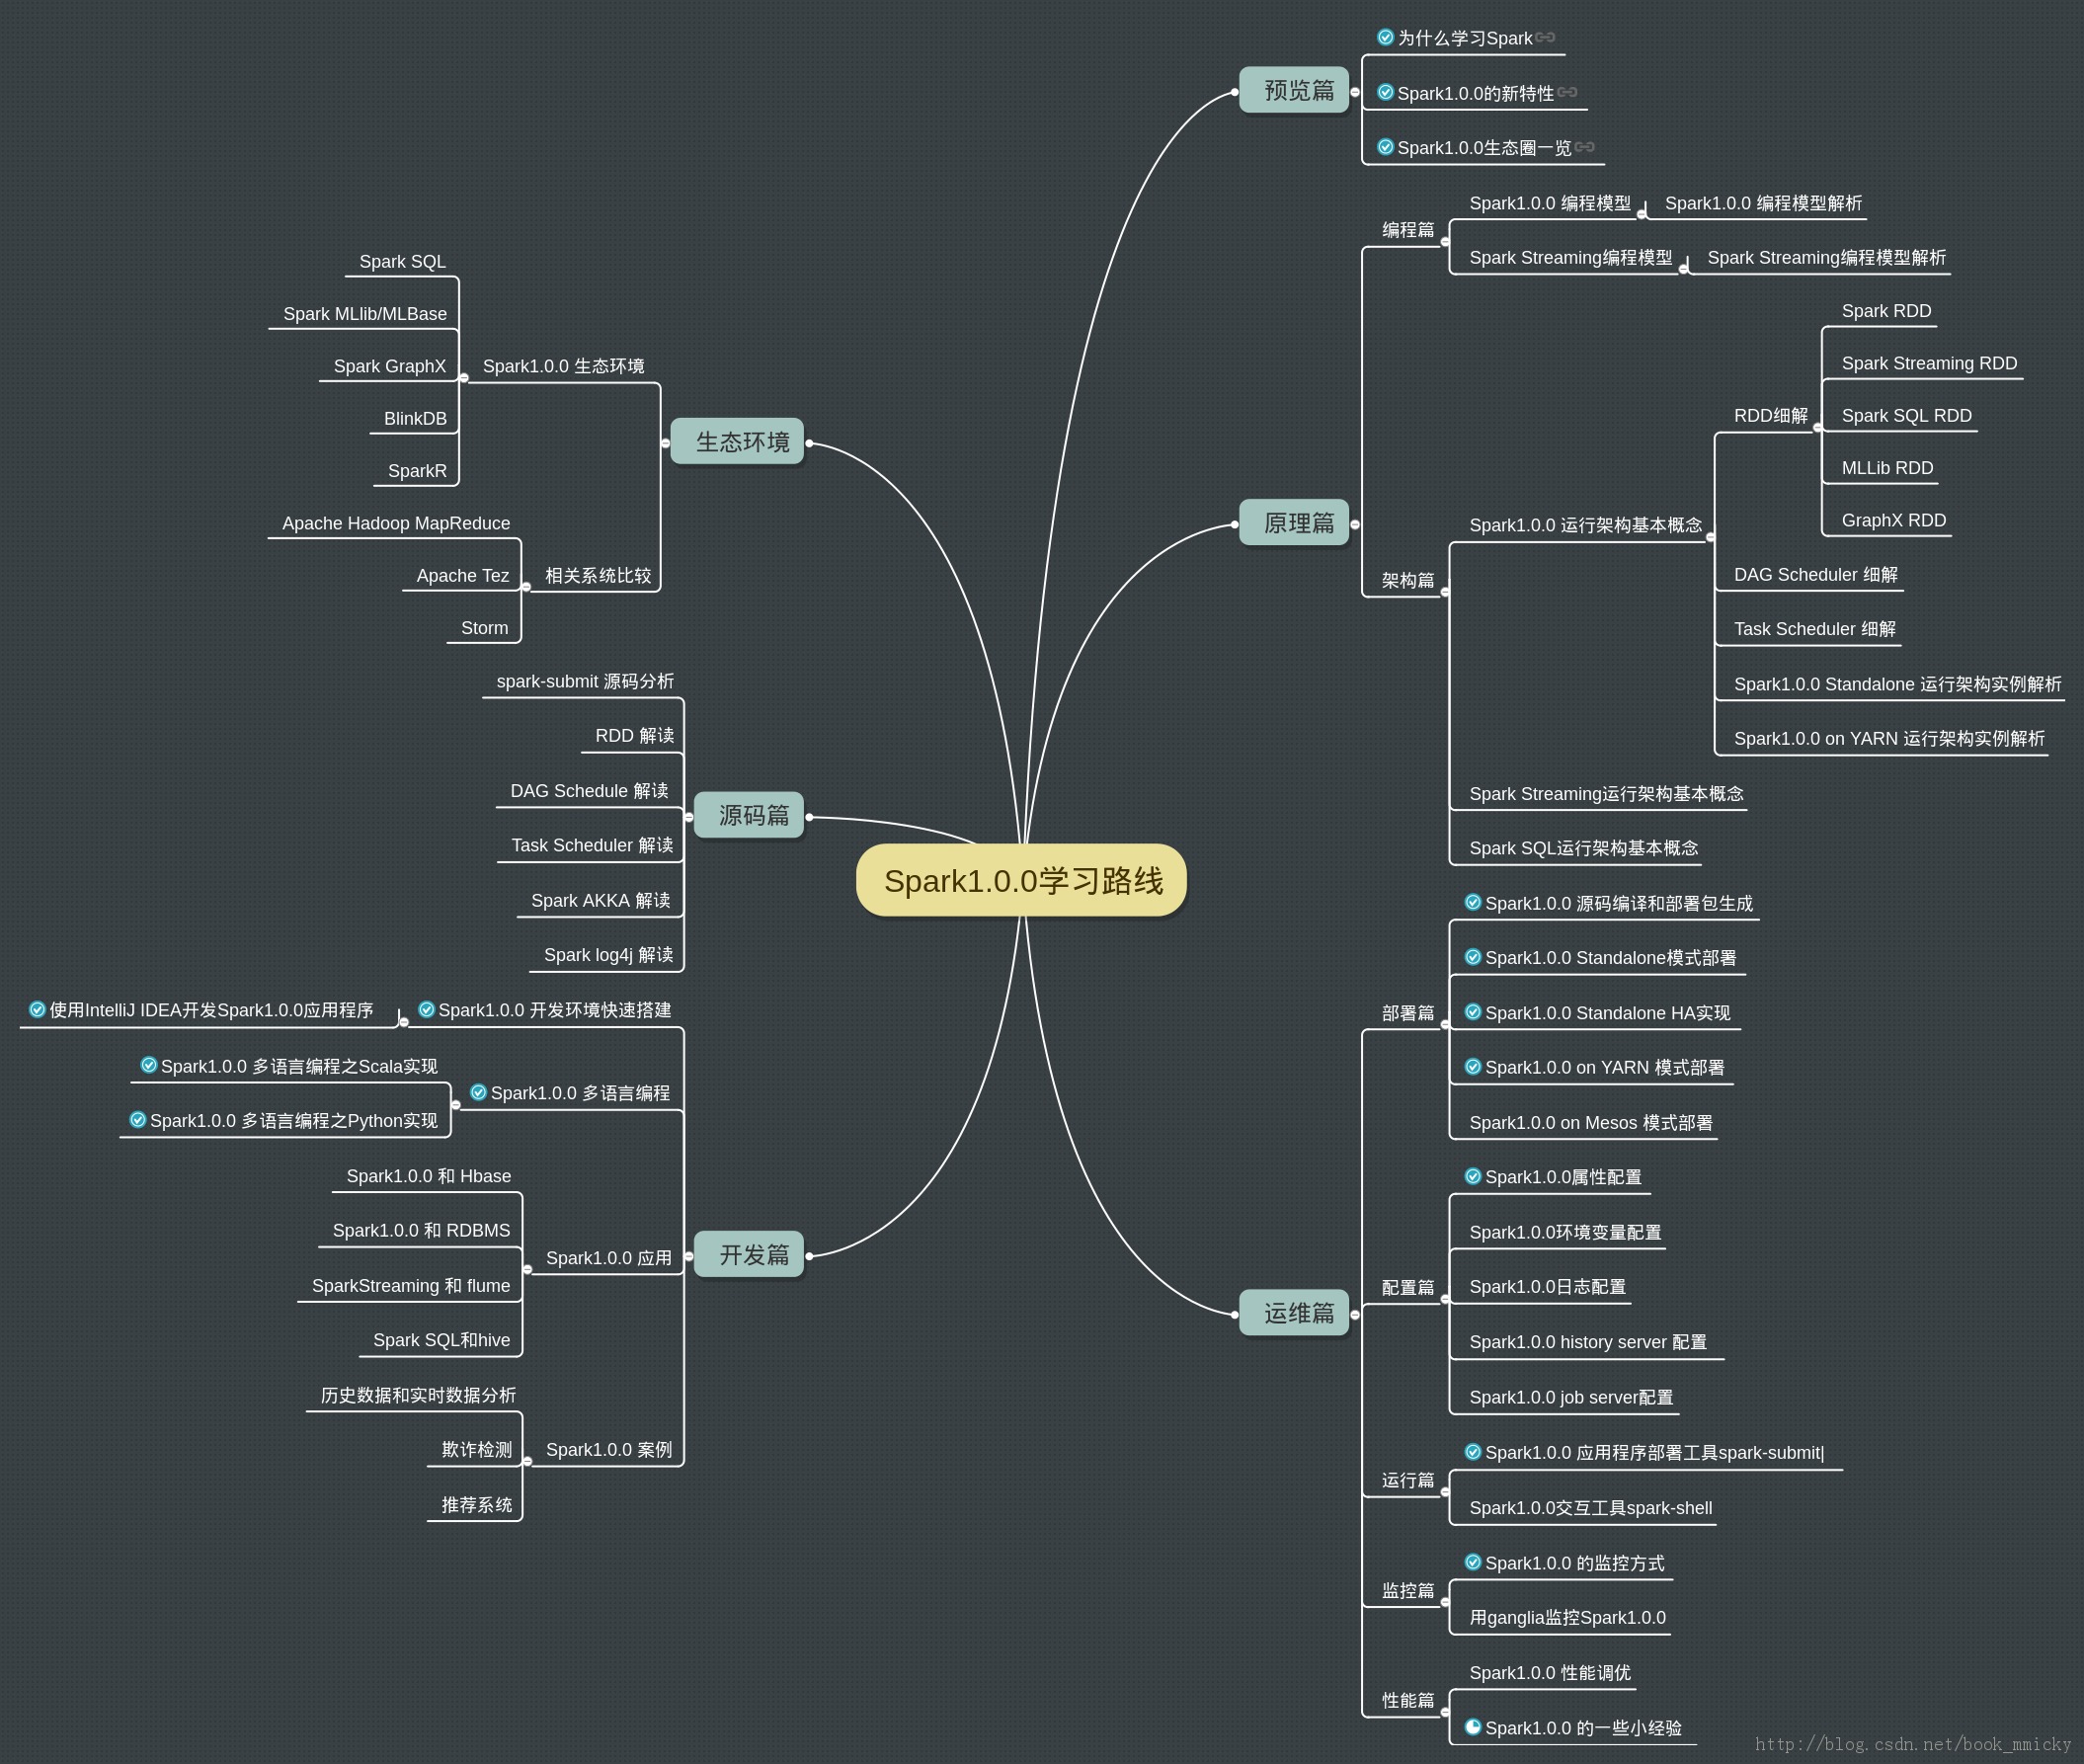 Spark1.0.0学习路线
预览篇
为什么学习Spark
Spark1.0.0的新特性
Spark1.0.0生态圈一览
原理篇
编程篇
Spark1.0.0 编程模型
Spark1.0.0 编程模型解析
Spark Streaming编程模型
Spark Streaming编程模型解析
架构篇
Spark1.0.0 运行架构基本概念
RDD细解
Spark RDD
Spark Streaming RDD
Spark SQL RDD
MLLib RDD
GraphX RDD
DAG Scheduler 细解
Task Scheduler 细解
Spark1.0.0 Standalone 运行架构实例解析
Spark1.0.0 on YARN 运行架构实例解析
Spark Streaming运行架构基本概念
Spark SQL运行架构基本概念
运维篇
部署篇
Spark1.0.0 源码编译和部署包生成
Spark1.0.0 Standalone模式部署
Spark1.0.0 Standalone HA实现
Spark1.0.0 on YARN 模式部署
Spark1.0.0 on Mesos 模式部署
配置篇
Spark1.0.0属性配置
Spark1.0.0环境变量配置
Spark1.0.0日志配置
Spark1.0.0 history server 配置
Spark1.0.0 job server配置
运行篇
Spark1.0.0 应用程序部署工具spark-submit|
Spark1.0.0交互工具spark-shell
监控篇
Spark1.0.0 的监控方式
用ganglia监控Spark1.0.0
性能篇
Spark1.0.0 性能调优
Spark1.0.0 的一些小经验
生态环境
Spark1.0.0 生态环境
Spark SQL
Spark MLlib/MLBase
Spark GraphX
BlinkDB
SparkR
相关系统比较
Apache Hadoop MapReduce
Apache Tez
Storm
源码篇
spark-submit 源码分析
RDD 解读
DAG Schedule 解读
Task Scheduler 解读
Spark AKKA 解读
Spark log4j 解读
开发篇
Spark1.0.0 开发环境快速搭建
使用IntelliJ IDEA开发Spark1.0.0应用程序
Spark1.0.0 多语言编程
Spark1.0.0 多语言编程之Scala实现
Spark1.0.0 多语言编程之Python实现
Spark1.0.0 应用
Spark1.0.0 和 Hbase
Spark1.0.0 和 RDBMS
SparkStreaming 和 flume
Spark SQL和hive
Spark1.0.0 案例
历史数据和实时数据分析
欺诈检测
推荐系统
http://blog.csdn.net/book_mmicky